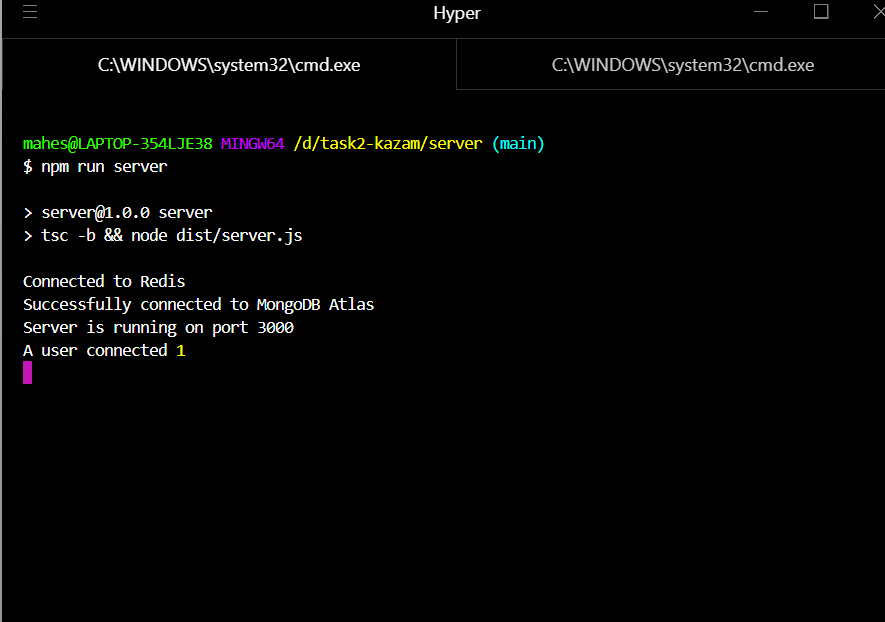 Hyper
C:\WINDOWS\system32\cmd.exe
C:\WINDOWS\system32\cmd.exe
mahes@LAPTOP-354LJE38 MINGW64 /d/task2-kazam/server (main)
$ npm run server
> server@1.0.0 server
> tsc -b && node dist/server.js
Connected to Redis
Successfully connected to MongoDB Atlas
Server is running on port 3000
A user connected 1